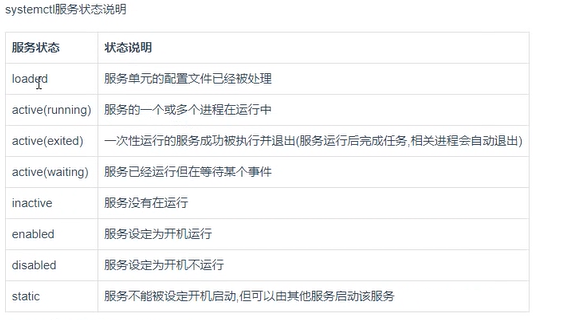 systemctl服务状态说明
服务状态 状态说明
loaded 服务单元的配置文件已经被处理
active(running) 服务的一个或多个进程在运行中
active(exited) 一次性运行的服务成功被执行并退出(服务运行后完成任务,相关进程会自动退出)
active(waiting) 服务已经运行但在等待某个事件
inactive 服务没有在运行
enabled 服务设定为开机运行
disabled 服务设定为开机不运行
static 服务不能被设定开机启动,但可以由其他服务启动该服务